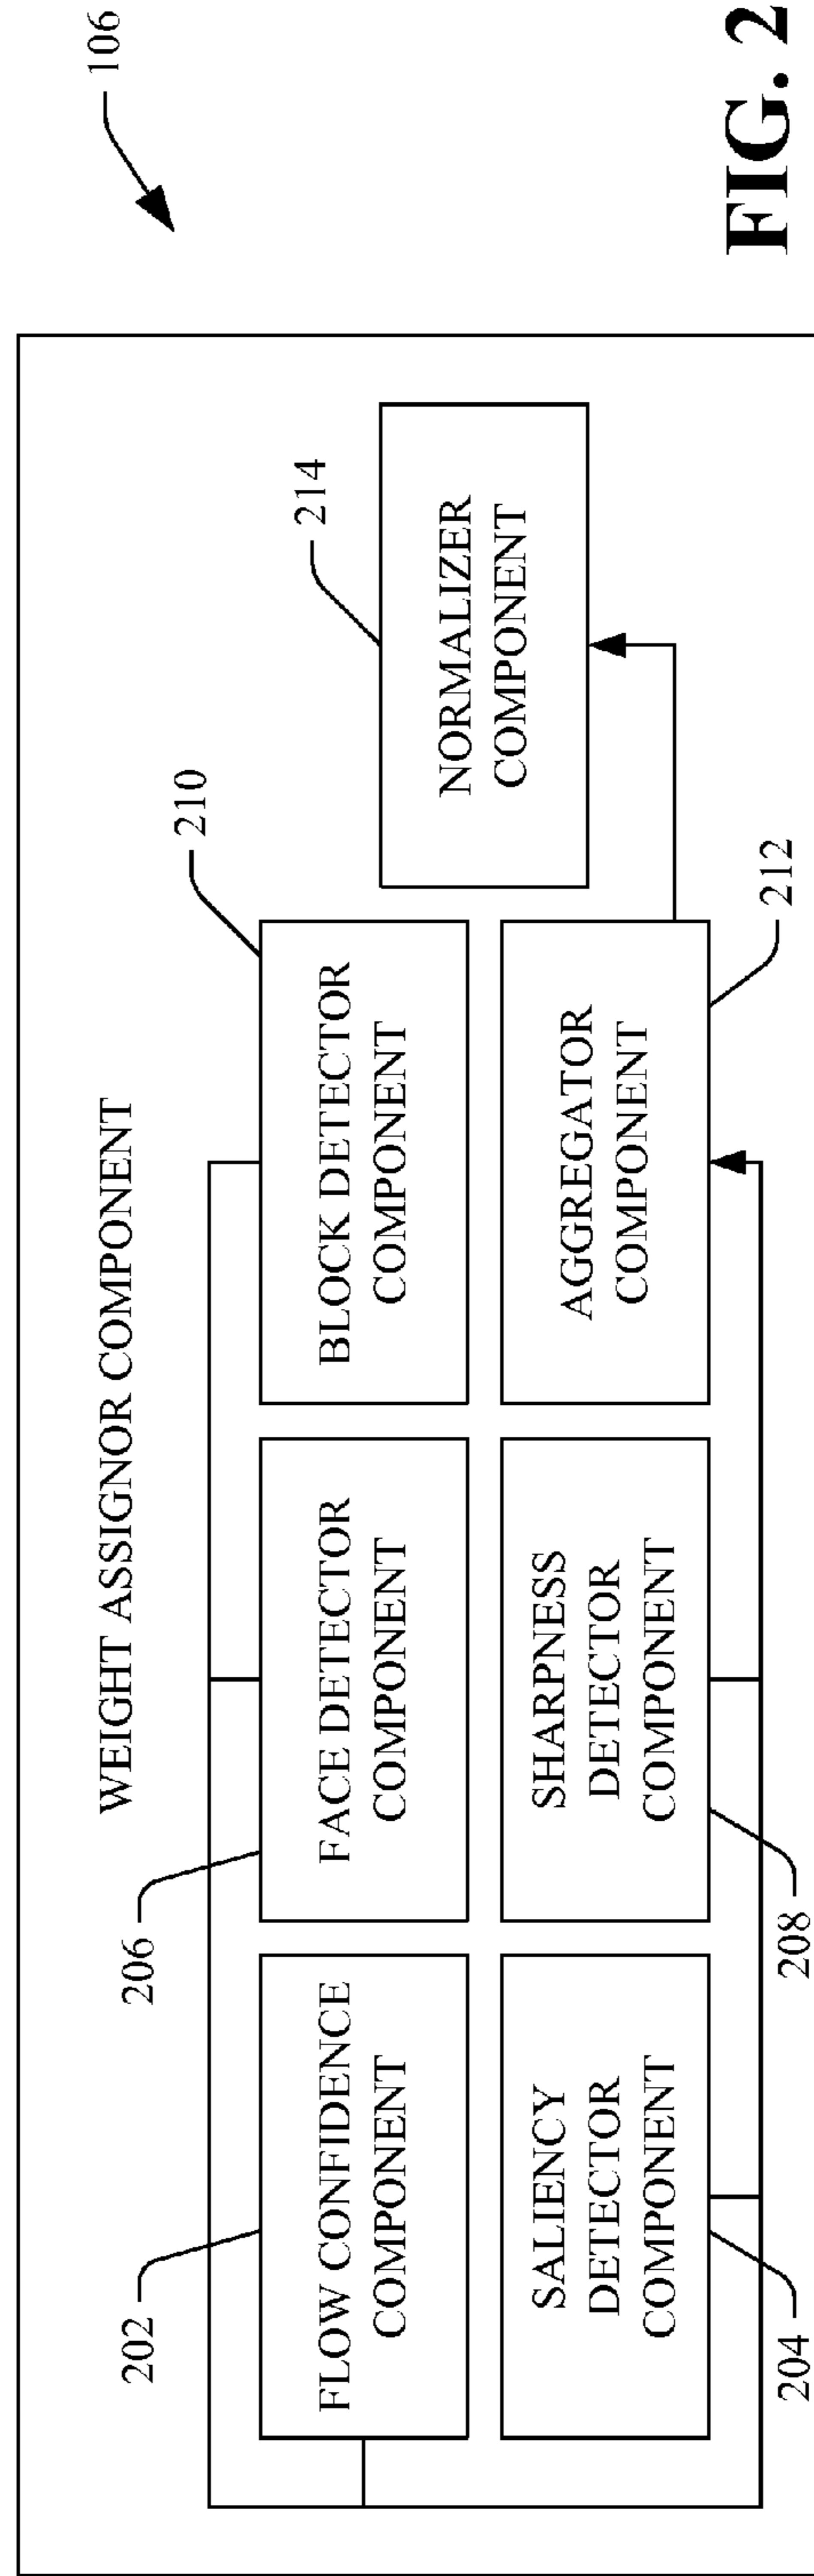 106
WEIGHT ASSIGNOR COMPONENT
202
206
210
214
FLOW CONFIDENCE
COMPONENT
FACE DETECTOR
COMPONENT
BLOCK DETECTOR
COMPONENT
NORMALIZER
COMPONENT
SALIENCY
DETECTOR
COMPONENT
SHARPNESS
DETECTOR
COMPONENT
AGGREGATOR
COMPONENT
204
208
212
FIG. 2